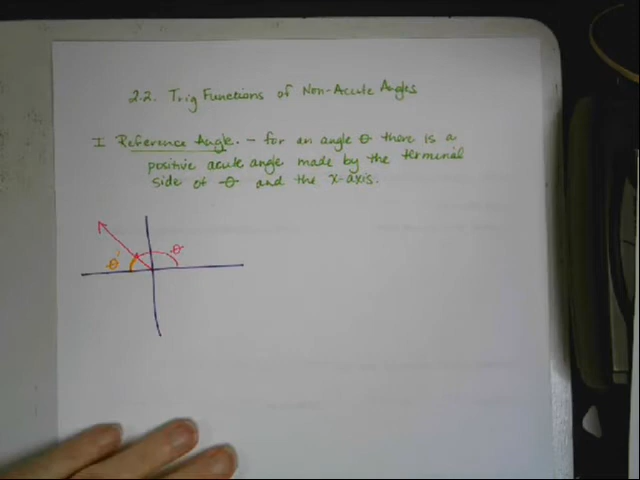 2.2. Trig Functions of Non-Acute Angles
I Reference Angle. - for an angle θ there is a
positive acute angle made by the terminal
side of θ and the x-axis.
θ' θ